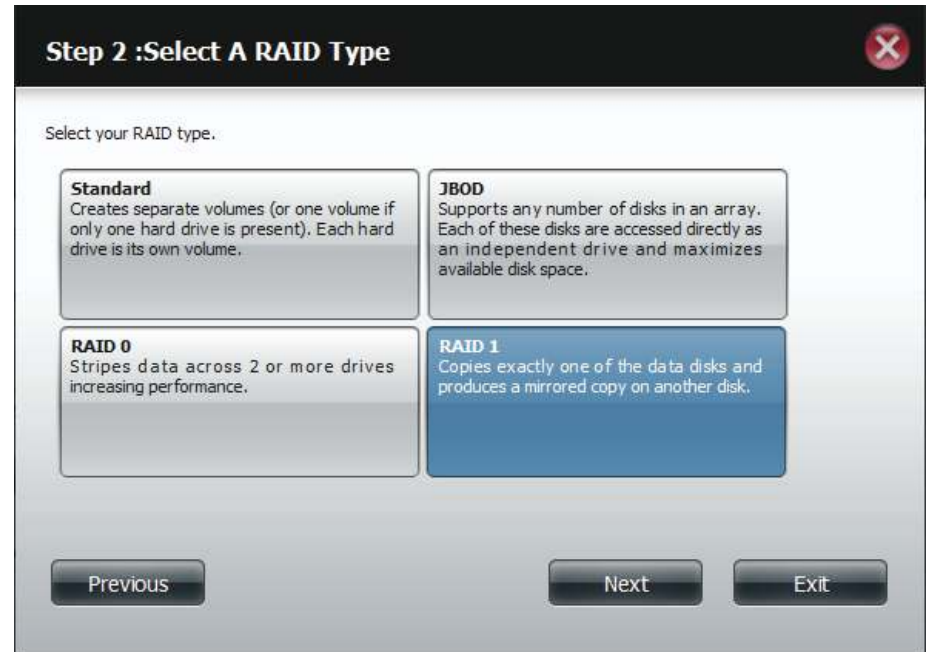 Step 2 :Select A RAID Type
Select your RAID type.
Standard
Creates separate volumes (or one volume if
only one hard drive is present). Each hard
drive is its own volume.
JBOD
Supports any number of disks in an array.
Each of these disks are accessed directly as
an independent drive and maximizes
available disk space.
RAID 0
Stripes data across 2 or more drives
increasing performance.
RAID 1
Copies exactly one of the data disks and
produces a mirrored copy on another disk.
Previous
Next
Exit